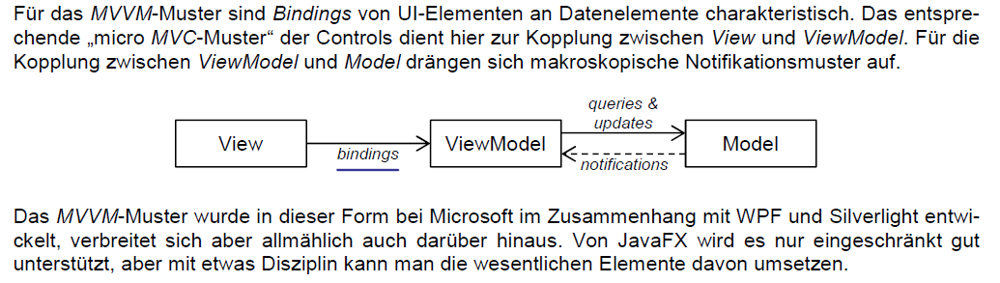 Für das MVVM-Muster sind Bindings von UI-Elementen an Datenelemente charakteristisch. Das entspre-
chende „micro MVC-Muster“ der Controls dient hier zur Kopplung zwischen View und ViewModel. Für die
Kopplung zwischen ViewModel und Model drängen sich makroskopische Notifikationsmuster auf.
queries &
updates
View
bindings
ViewModel
Model
notifications
Das MVVM-Muster wurde in dieser Form bei Microsoft im Zusammenhang mit WPF und Silverlight entwi-
ckelt, verbreitet sich aber allmählich auch darüber hinaus. Von JavaFX wird es nur eingeschränkt gut
unterstützt, aber mit etwas Disziplin kann man die wesentlichen Elemente davon umsetzen.